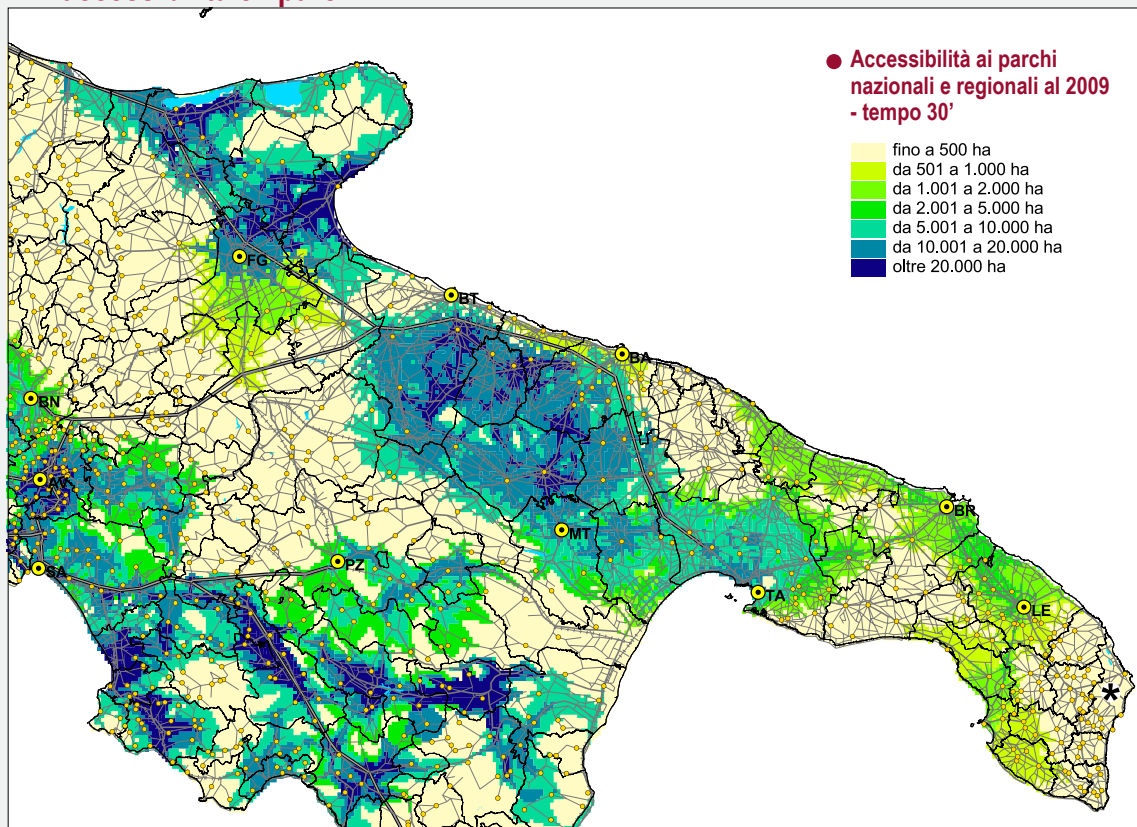 ● Accessibilità ai parchi
nazionali e regionali al 2009
- tempo 30’
fino a 500 ha
da 501 a 1.000 ha
da 1.001 a 2.000 ha
da 2.001 a 5.000 ha
da 5.001 a 10.000 ha
da 10.001 a 20.000 ha
oltre 20.000 ha
FG
BT
BA
BN
AV
BR
MT
PZ
SA
TA
LE
*